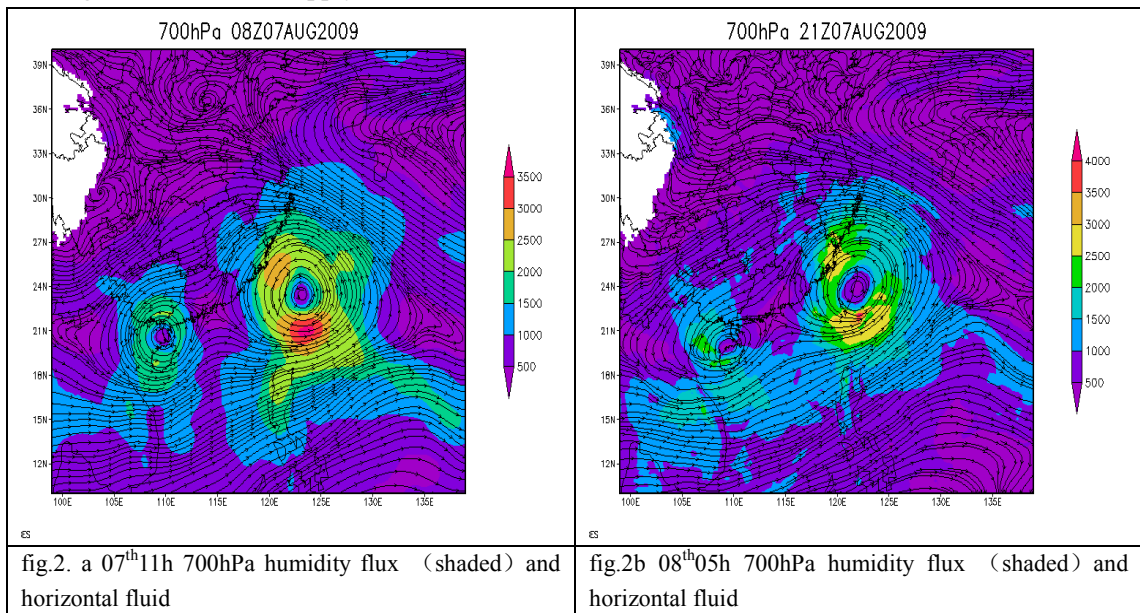 700hPa 08Z07AUG2009
39N
36N
33N
30N
27N
24N
21N
18N
15N
12N
100E 105E 110E 115E 120E 125E 130E 135E
3500
3000
2500
2000
1500
1000
500
700hPa 21Z07AUG2009
39N
36N
33N
30N
27N
24N
21N
18N
15N
12N
100E 105E 110E 115E 120E 125E 130E 135E
4000
3500
3000
2500
2000
1500
1000
500
fig.2. a 07th11h 700hPa humidity flux （shaded）and
horizontal fluid
fig.2b 08th05h 700hPa humidity flux （shaded）and
horizontal fluid